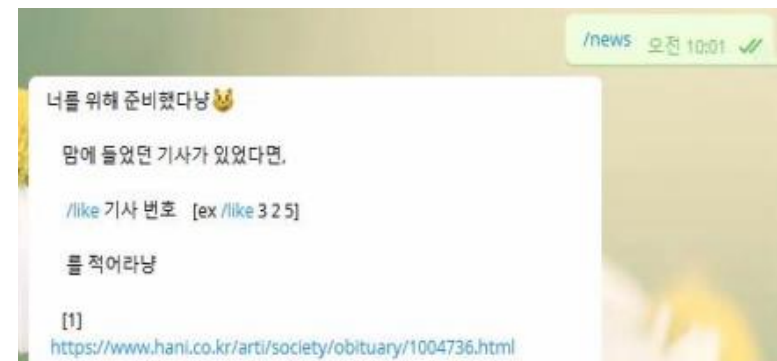 /news 오전 10:01
너를 위해 준비했다냥😺
맘에 들었던 기사가 있었다면,
/like 기사 번호 [ex /like 3 2 5]
를 적어라냥
[1]
https://www.hani.co.kr/arti/society/obituary/1004736.html